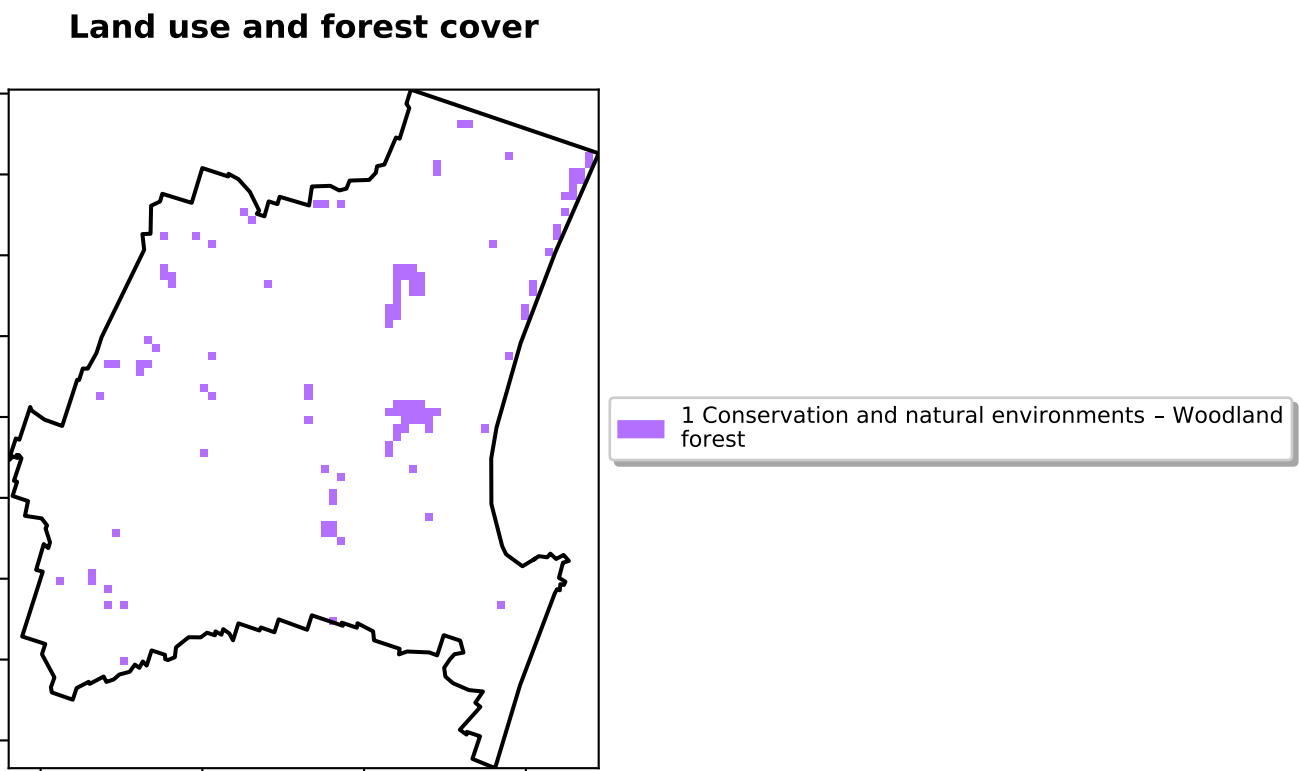 Land use and forest cover
1 Conservation and natural environments – Woodland
forest